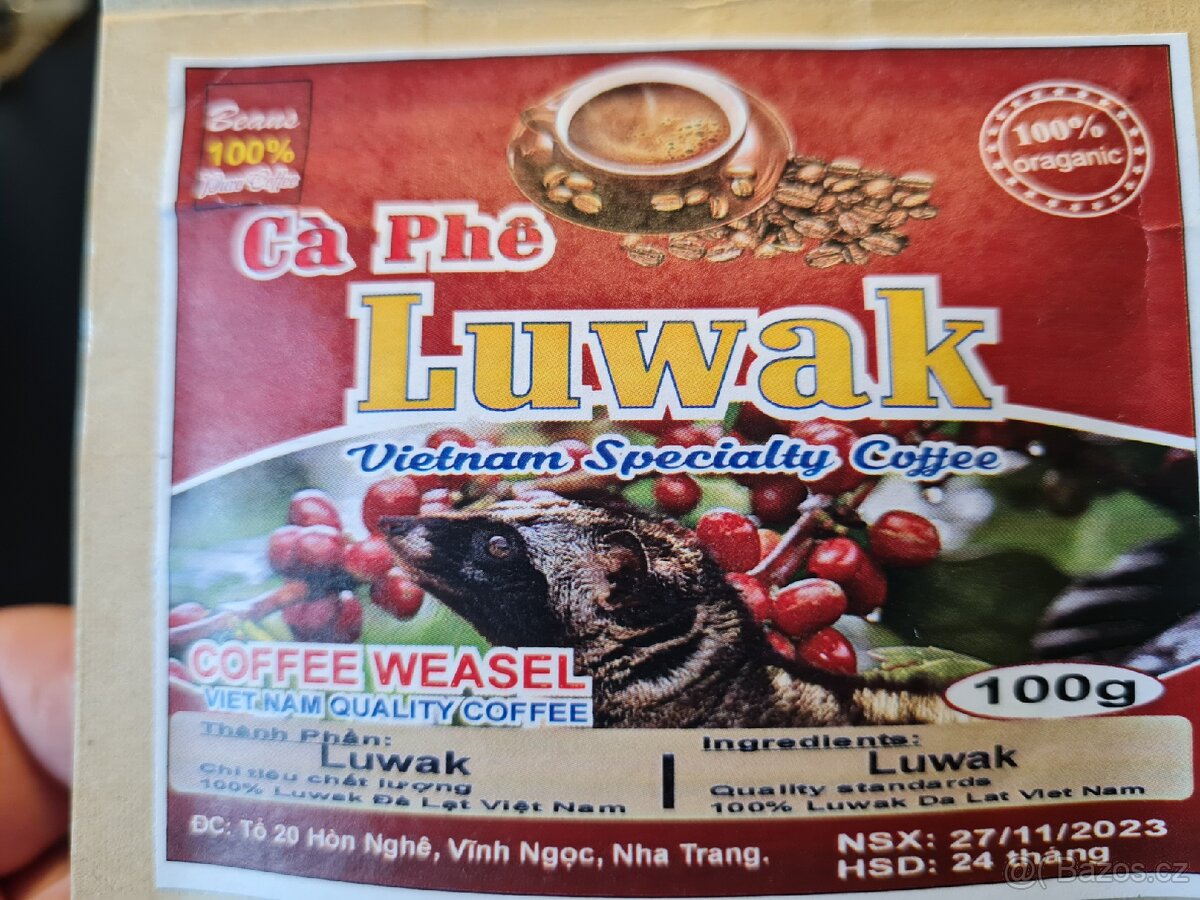 Beans
100%
Pure Coffee
100%
oraganic
Cà Phê
Luwak
Vietnam Specialty Coffee
COFFEE WEASEL
VIET NAM QUALITY COFFEE
100g
Thành Phần:
Luwak
Chỉ tiêu chất lượng
100% Luwak Đà Lạt Việt Nam
Ingredients:
Luwak
Quality standards
100% Luwak Da Lat Viet Nam
ĐC: Tổ 20 Hòn Nghê, Vĩnh Ngọc, Nha Trang.
NSX: 27/11/2023
HSD: 24 tháng
@ Bazos.cz